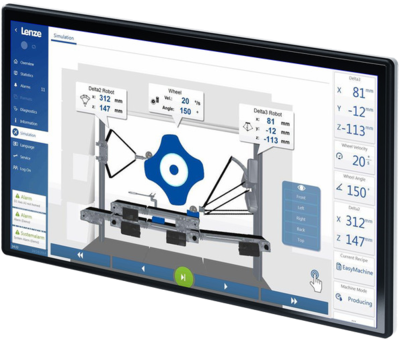 Lenze
Simulation
Overview
Statistics
Alarms
Diagnostics
Information
Simulation
Language
Service
Log On
Alarm
Alarm
Systemalarm
Delta2 Robot
x: 312 mm
z: 147 mm
Wheel
Vel.: 20 °/s
Angle: 150 °
Delta3 Robot
x: 81 mm
y: -12 mm
z: -113 mm
Front
Left
Right
Back
Top
Delta3
X 81 mm
Y -12 mm
Z -113 mm
Wheel Velocity
20
Wheel Angle
150
Delta2
X 312 mm
Z 147 mm
Current Recipe
EasyMachine
Machine Mode
Producing